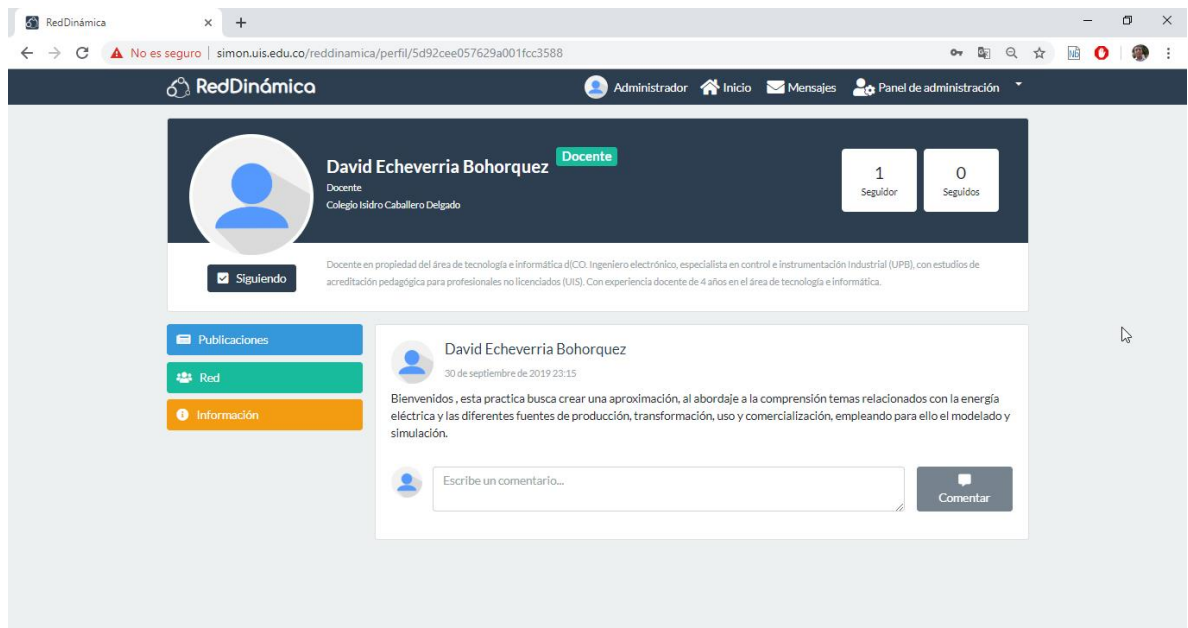 RedDinámica
No es seguro | simon.uis.edu.co/reddinamica/perfil/5d92cee057629a001fcc3588
RedDinámica
Administrador Inicio Mensajes Panel de administración
David Echeverria Bohorquez Docente
Docente
Colegio Isidro Caballero Delgado
1
Seguidor
0
Seguidos
Siguiendo
Docente en propiedad del área de tecnología e informática d(CO. Ingeniero electrónico, especialista en control e instrumentación Industrial (UPB), con estudios de
acreditación pedagógica para profesionales no licenciados (UIS). Con experiencia docente de 4 años en el área de tecnología e informática.
Publicaciones
Red
Información
David Echeverria Bohorquez
30 de septiembre de 2019 23:15
Bienvenidos , esta practica busca crear una aproximación, al abordaje a la comprensión temas relacionados con la energía
eléctrica y las diferentes fuentes de producción, transformación, uso y comercialización, empleando para ello el modelado y
simulación.
Escribe un comentario...
Comentar